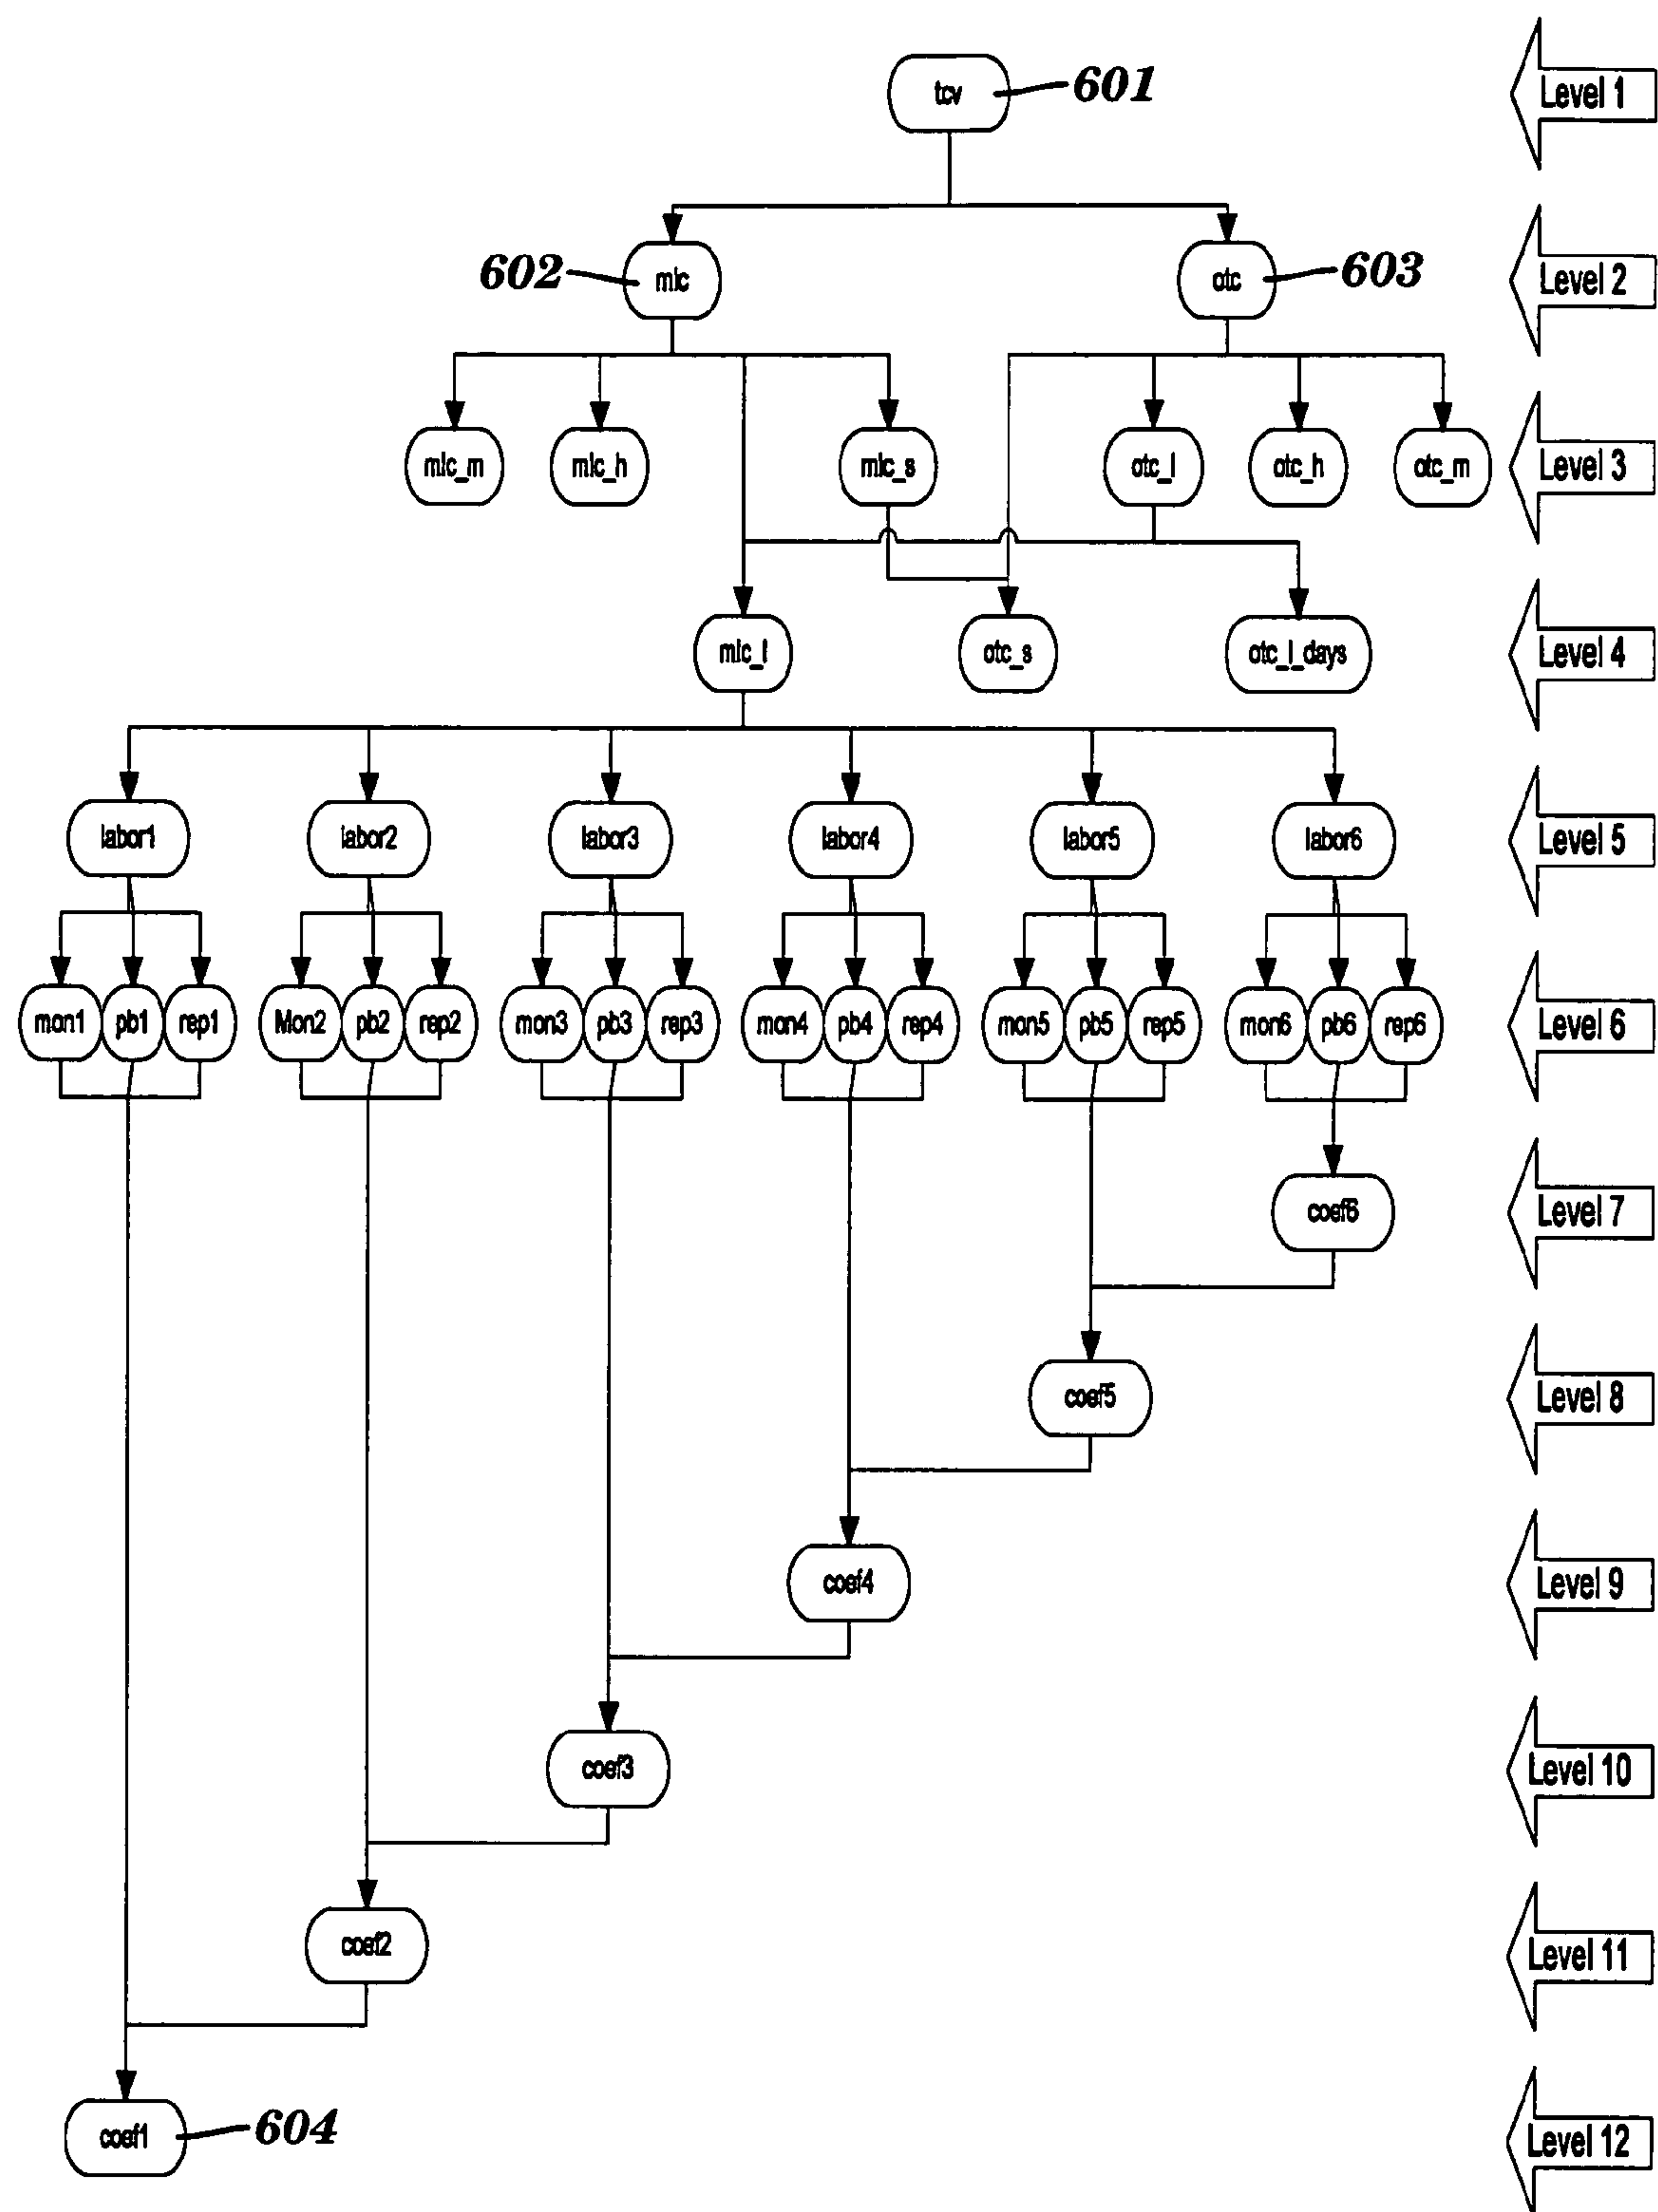 tcv 601 Level 1
602 mlc otc 603 Level 2
mlc_m mlc_h mlc_s otc_l otc_h otc_m Level 3
mlc_l otc_s otc_l_days Level 4
labor1 labor2 labor3 labor4 labor5 labor6 Level 5
mon1 pb1 rep1 Mon2 pb2 rep2 mon3 pb3 rep3 mon4 pb4 rep4 mon5 pb5 rep5 mon6 pb6 rep6 Level 6
coef6 Level 7
coef5 Level 8
coef4 Level 9
coef3 Level 10
coef2 Level 11
coef1 604 Level 12